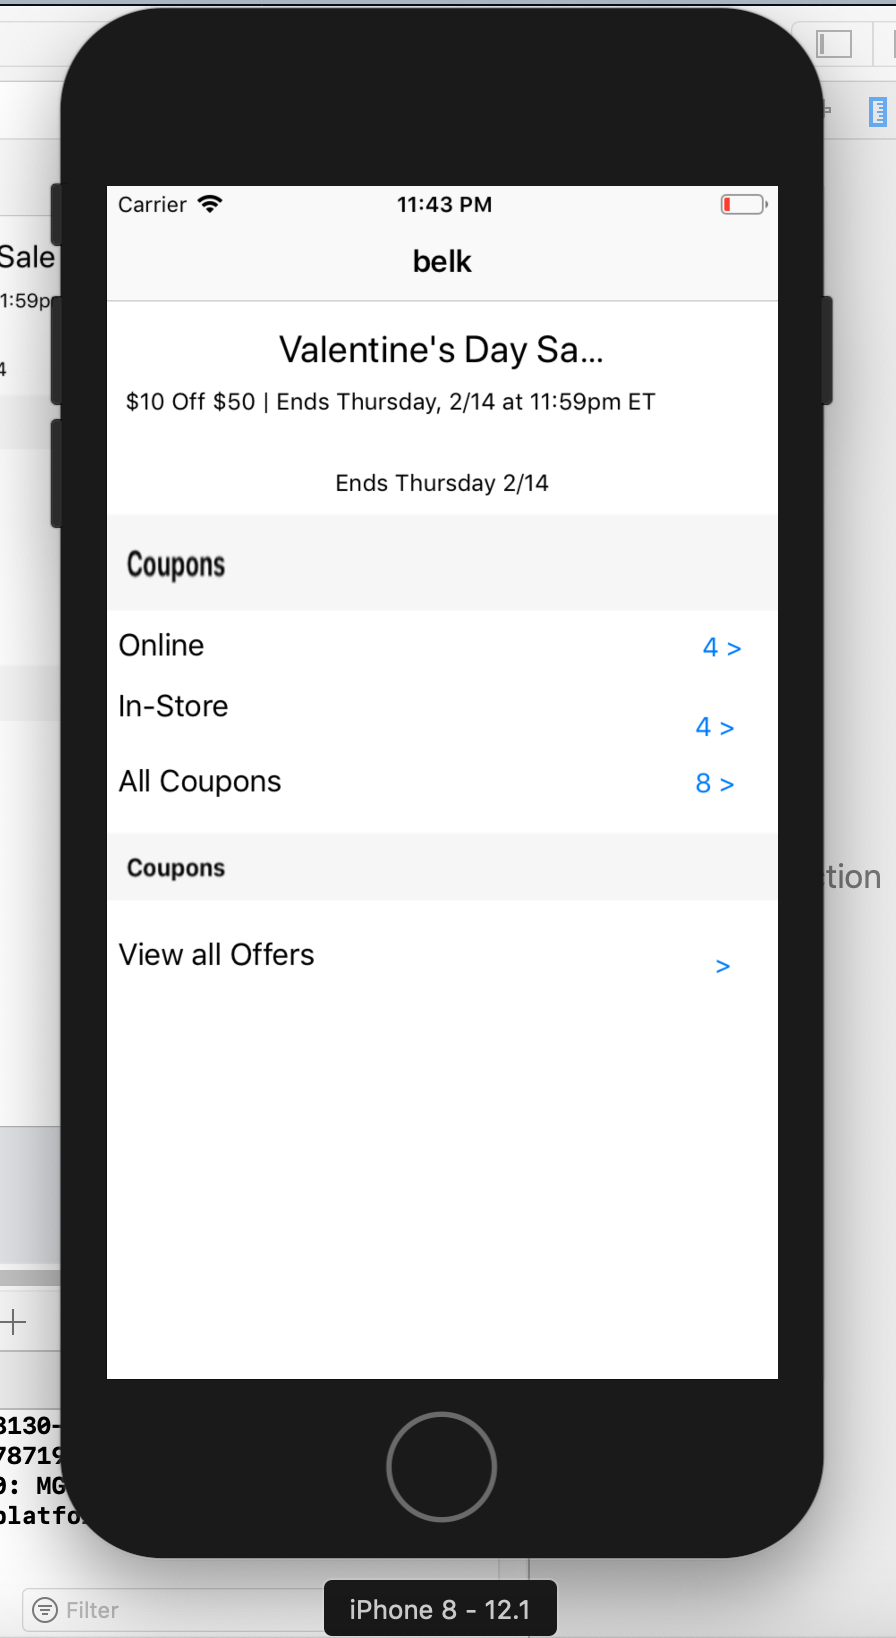 Carrier 11:43 PM
belk
Sale
1:59p
4
Valentine's Day Sa...
$10 Off $50 | Ends Thursday, 2/14 at 11:59pm ET
Ends Thursday 2/14
Coupons
Online 4 >
In-Store 4 >
All Coupons 8 >
Coupons
tion
View all Offers >
3130-
78719
9: MG
platfo
Filter
iPhone 8 - 12.1